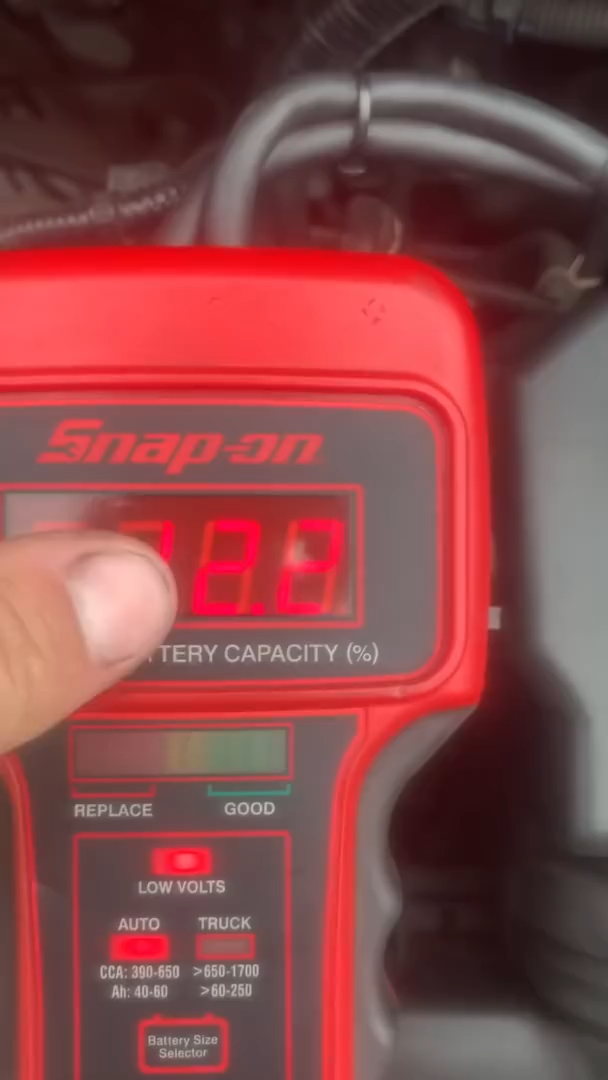 Snap-on
2.2
TTERY CAPACITY (%)
REPLACE GOOD
LOW VOLTS
AUTO TRUCK
CCA: 390-650 >650-1700
Ah: 40-60 >60-250
Battery Size
Selector